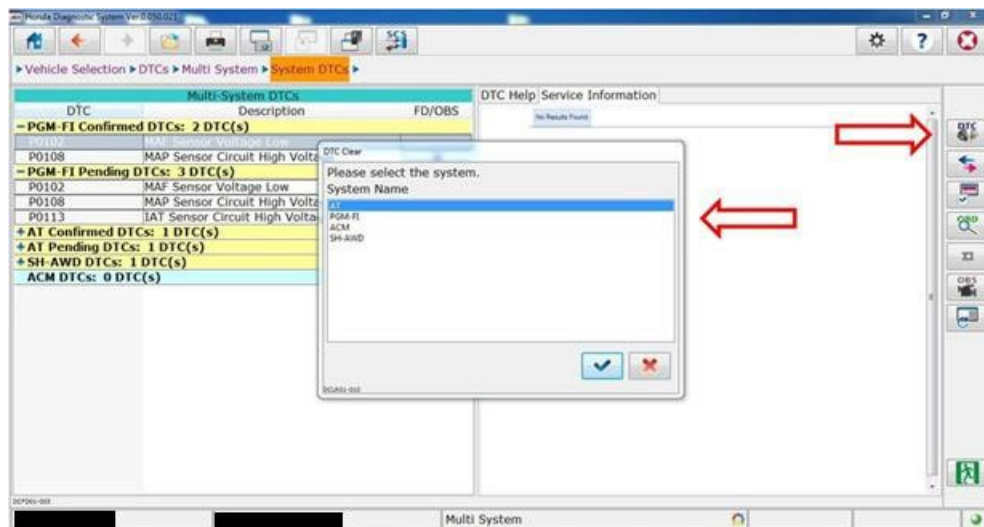 Honda Diagnostic System Ver 0.050.021
?
Vehicle Selection DTCs Multi System System DTCs
Multi-System DTCs
DTC Help Service Information
DTC Description FD/OBS
No Results Found
PGM-FI Confirmed DTCs: 2 DTC(s)
P0102 MAF Sensor Voltage Low
P0108 MAP Sensor Circuit High Volta
PGM-FI Pending DTCs: 3 DTC(s)
P0102 MAF Sensor Voltage Low
P0108 MAP Sensor Circuit High Volta
P0113 IAT Sensor Circuit High Volta
AT Confirmed DTCs: 1 DTC(s)
AT Pending DTCs: 1 DTC(s)
SH-AWD DTCs: 1 DTC(s)
ACM DTCs: 0 DTC(s)
DTC Clear
Please select the system.
System Name
AT
PGM-FI
ACM
SH-AWD
DTC
OBD
OBS
Multi System